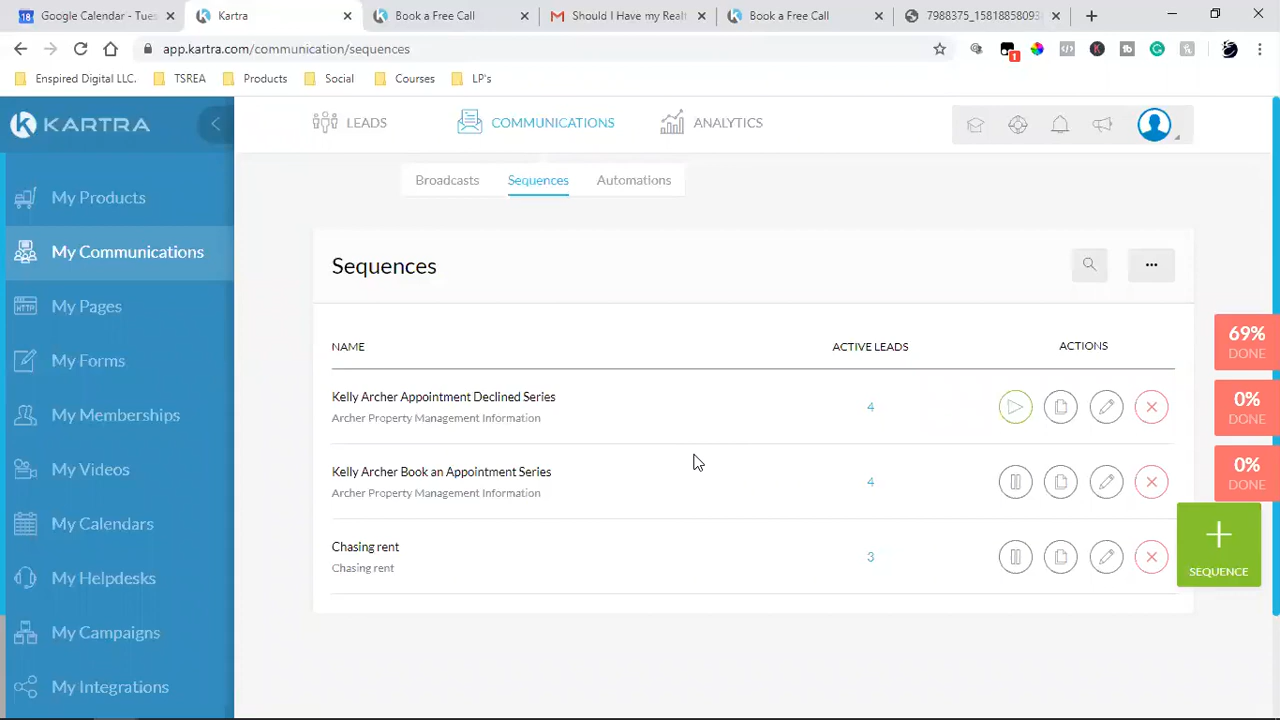 Google Calendar - Tues
Kartra
Book a Free Call
Should I Have my Realt
Book a Free Call
7988375_1581885809
app.kartra.com/communication/sequences
1
Enspired Digital LLC.
TSREA
Products
Social
Courses
LP's
KARTRA
LEADS
COMMUNICATIONS
ANALYTICS
Broadcasts
Sequences
Automations
My Products
My Communications
My Pages
My Forms
My Memberships
My Videos
My Calendars
My Helpdesks
My Campaigns
My Integrations
Sequences
NAME
ACTIVE LEADS
ACTIONS
Kelly Archer Appointment Declined Series
Archer Property Management Information
4
Kelly Archer Book an Appointment Series
Archer Property Management Information
4
Chasing rent
Chasing rent
3
69%
DONE
0%
DONE
0%
DONE
SEQUENCE